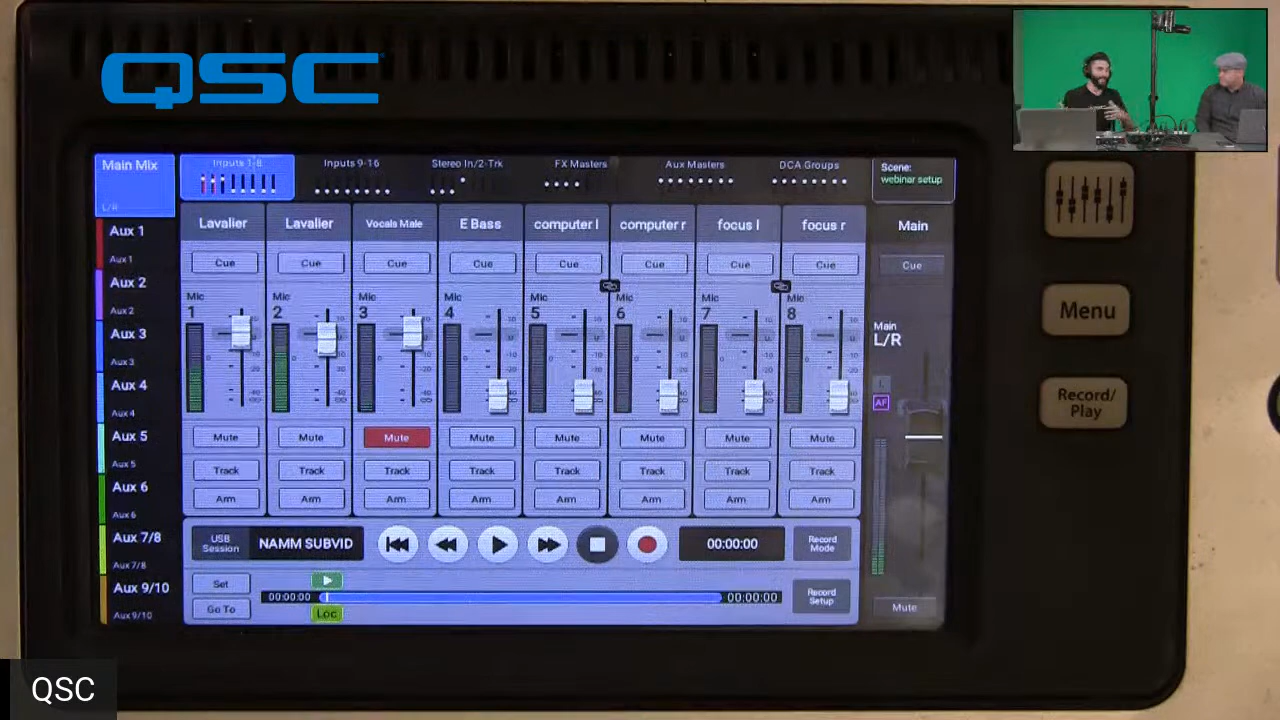 QSC
Main Mix
L/R
Inputs 1-8
Inputs 9-16
Stereo In/2-Trk
FX Masters
Aux Masters
DCA Groups
Scene:
webinar setup
Aux 1
Aux 1
Aux 2
Aux 2
Aux 3
Aux 3
Aux 4
Aux 4
Aux 5
Aux 5
Aux 6
Aux 6
Aux 7/8
7/8
Aux 9/10
Aux 9/10
Lavalier Lavalier Vocals Male E Bass computer l computer r focus l focus r Main
Cue Cue Cue Cue Cue Cue Cue Cue Cue
Mic Mic Mic Mic Mic Mic Mic Mic
1 2 3 4 5 6 7 8
Main
L/R
L
AF
Mute Mute Mute Mute Mute Mute Mute Mute
Track Track Track Track Track Track Track Track
Arm Arm Arm Arm Arm Arm Arm Arm
USB
Session
NAMM SUBVID
00:00:00
Record
Mode
Set
Go To
00:00:00
Loc
00:00:00
Record
Setup
Mute
Menu
Record/
Play
QSC